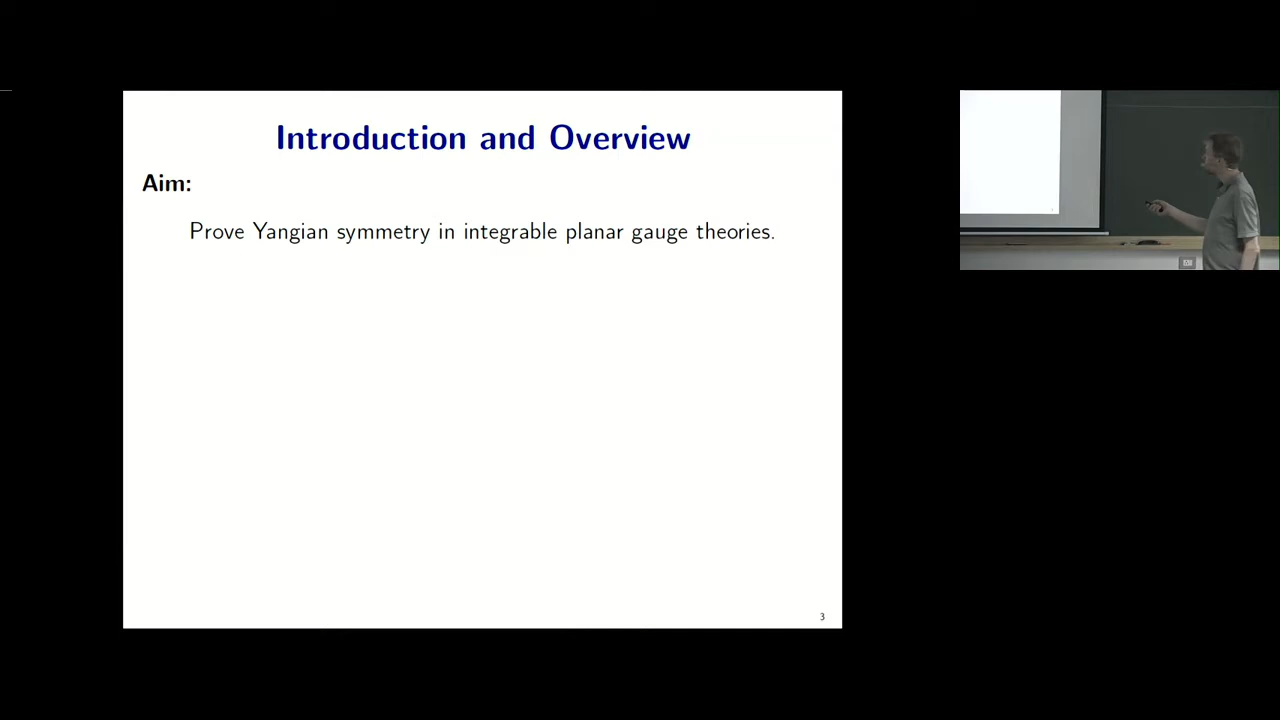 Introduction and Overview
Aim:
Prove Yangian symmetry in integrable planar gauge theories.
3